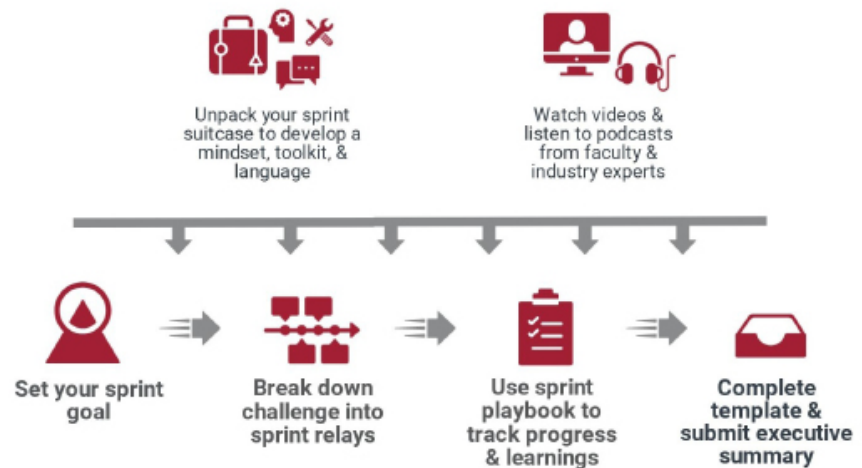 Unpack your sprint
suitcase to develop a
mindset, toolkit, &
language
Watch videos &
listen to podcasts
from faculty &
industry experts
Set your sprint
goal
Break down
challenge into
sprint relays
Use sprint
playbook to
track progress
& learnings
Complete
template &
submit executive
summary